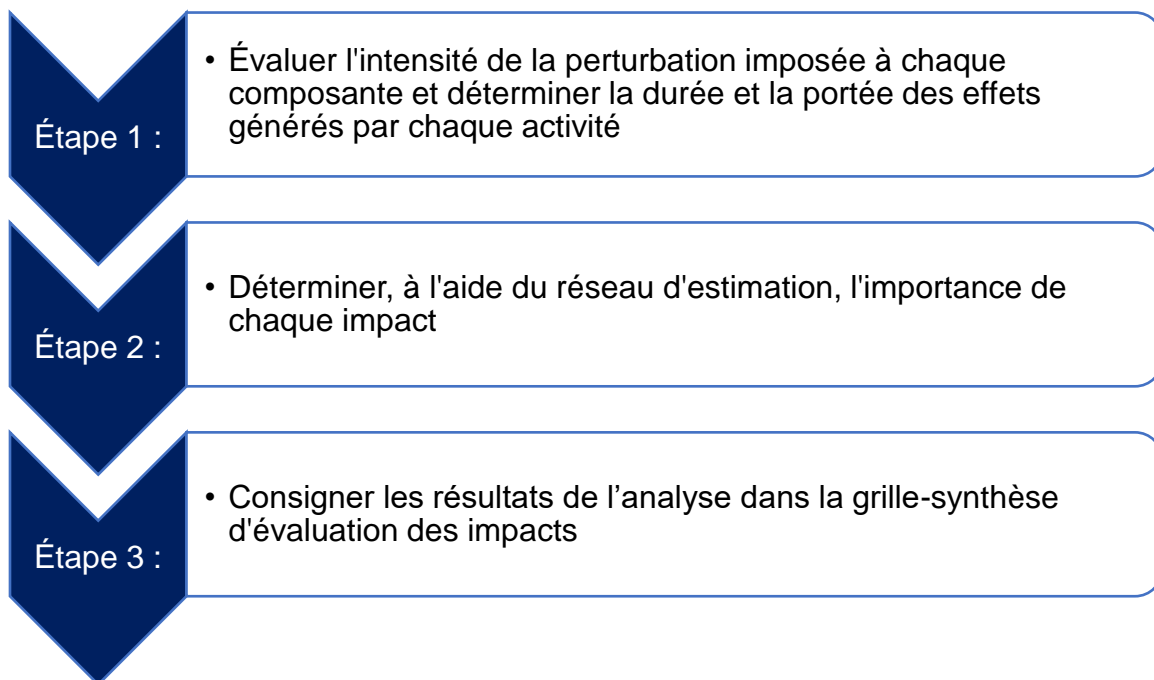 Étape 1 :
• Évaluer l'intensité de la perturbation imposée à chaque
composante et déterminer la durée et la portée des effets
générés par chaque activité
Étape 2 :
• Déterminer, à l'aide du réseau d'estimation, l'importance de
chaque impact
Étape 3 :
• Consigner les résultats de l’analyse dans la grille-synthèse
d'évaluation des impacts